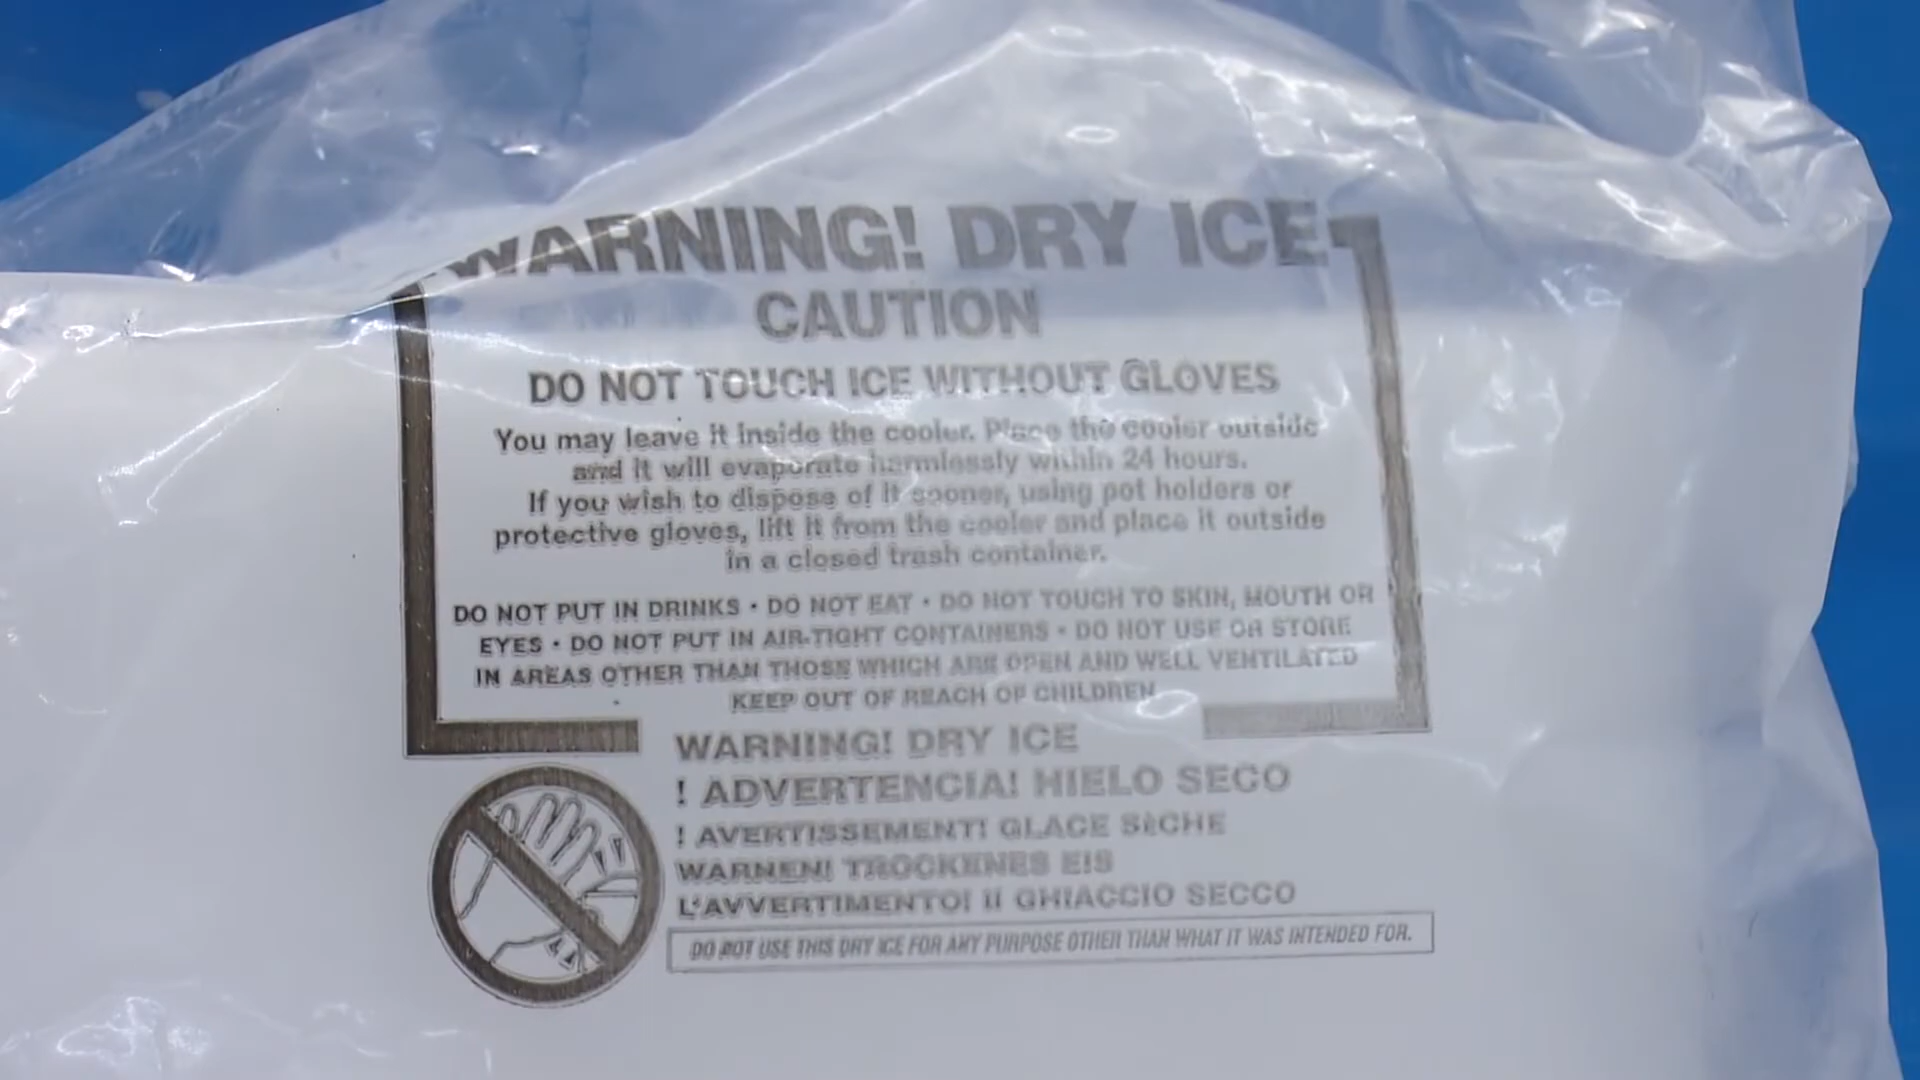 WARNING! DRY ICE
CAUTION
DO NOT TOUCH ICE WITHOUT GLOVES
You may leave it inside the cooler. Place the cooler outside
and it will evaporate harmlessly within 24 hours.
If you wish to dispose of it sooner, using pot holders or
protective gloves, lift it from the cooler and place it outside
in a closed trash container.
DO NOT PUT IN DRINKS • DO NOT EAT • DO NOT TOUCH TO SKIN, MOUTH OR
EYES • DO NOT PUT IN AIR-TIGHT CONTAINERS • DO NOT USE OR STORE
IN AREAS OTHER THAN THOSE WHICH ARE OPEN AND WELL VENTILATED
KEEP OUT OF REACH OF CHILDREN
WARNING! DRY ICE
! ADVERTENCIA! HIELO SECO
! AVERTISSEMENT! GLACE SèCHE
WARNEN! TROCKENES EIS
L'AVVERTIMENTO! Il GHIACCIO SECCO
DO NOT USE THIS DRY ICE FOR ANY PURPOSE OTHER THAN WHAT IT WAS INTENDED FOR.